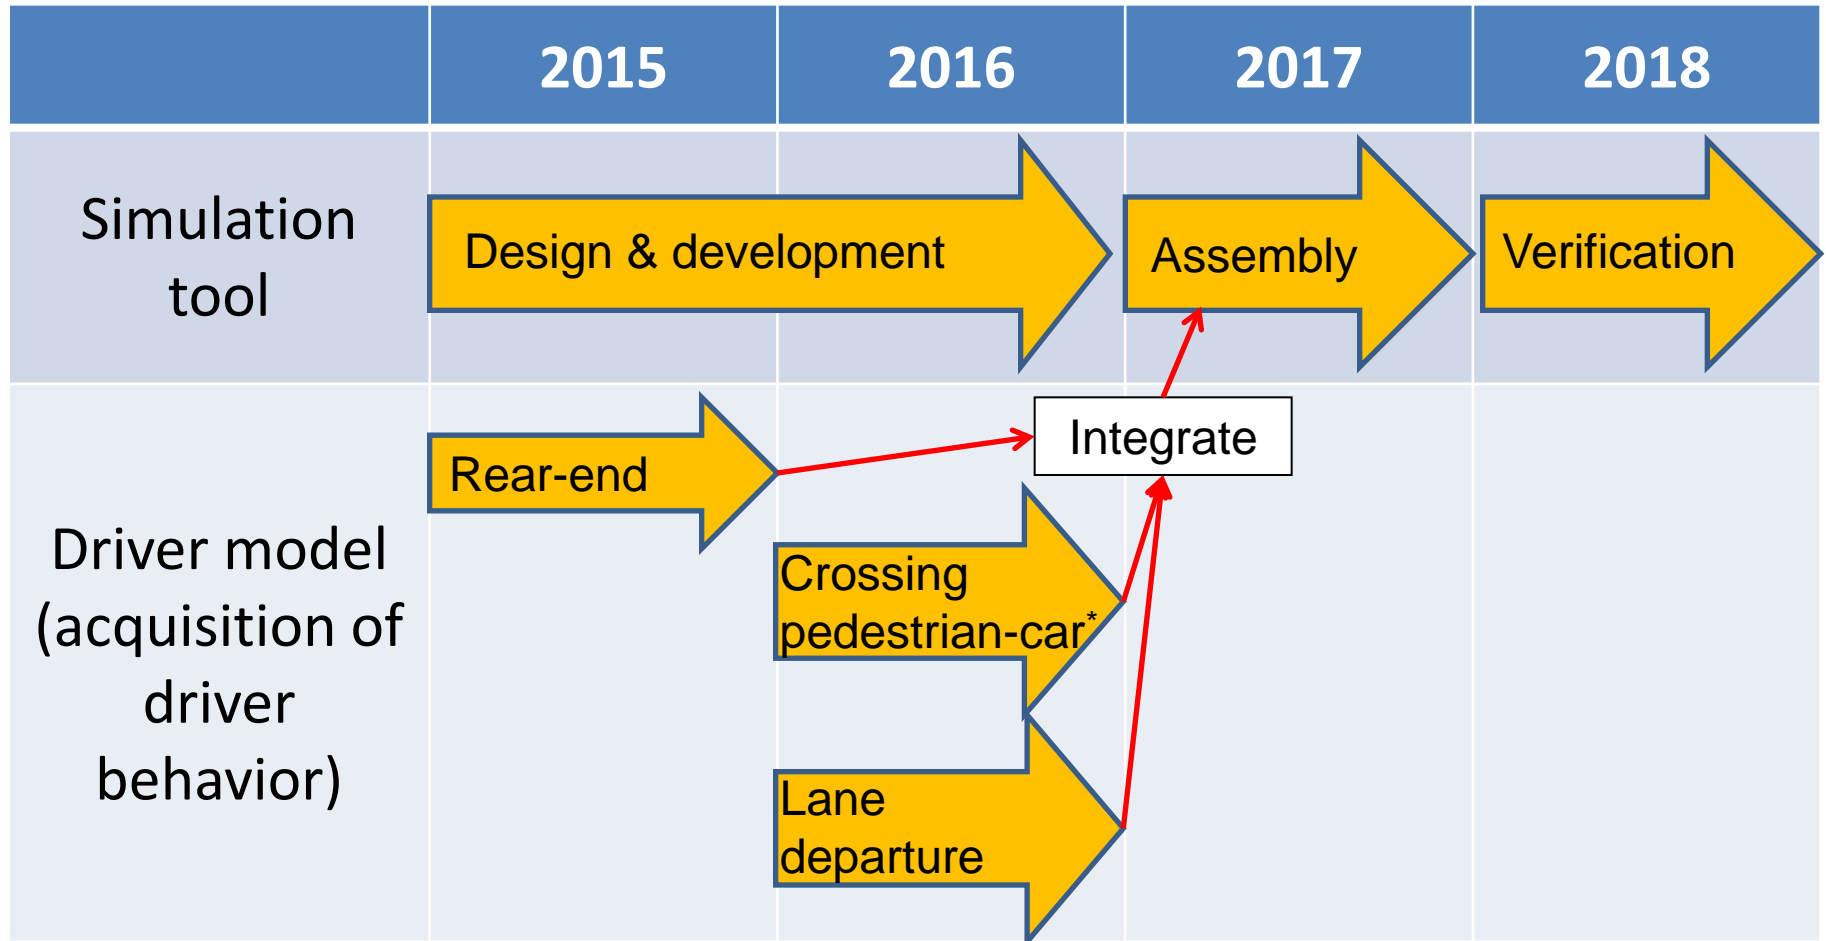 2015
2016
2017
2018
Simulation
tool
Design & development
Assembly
Verification
Driver model
(acquisition of
driver
behavior)
Rear-end
Integrate
Crossing
pedestrian-car*
Lane
departure